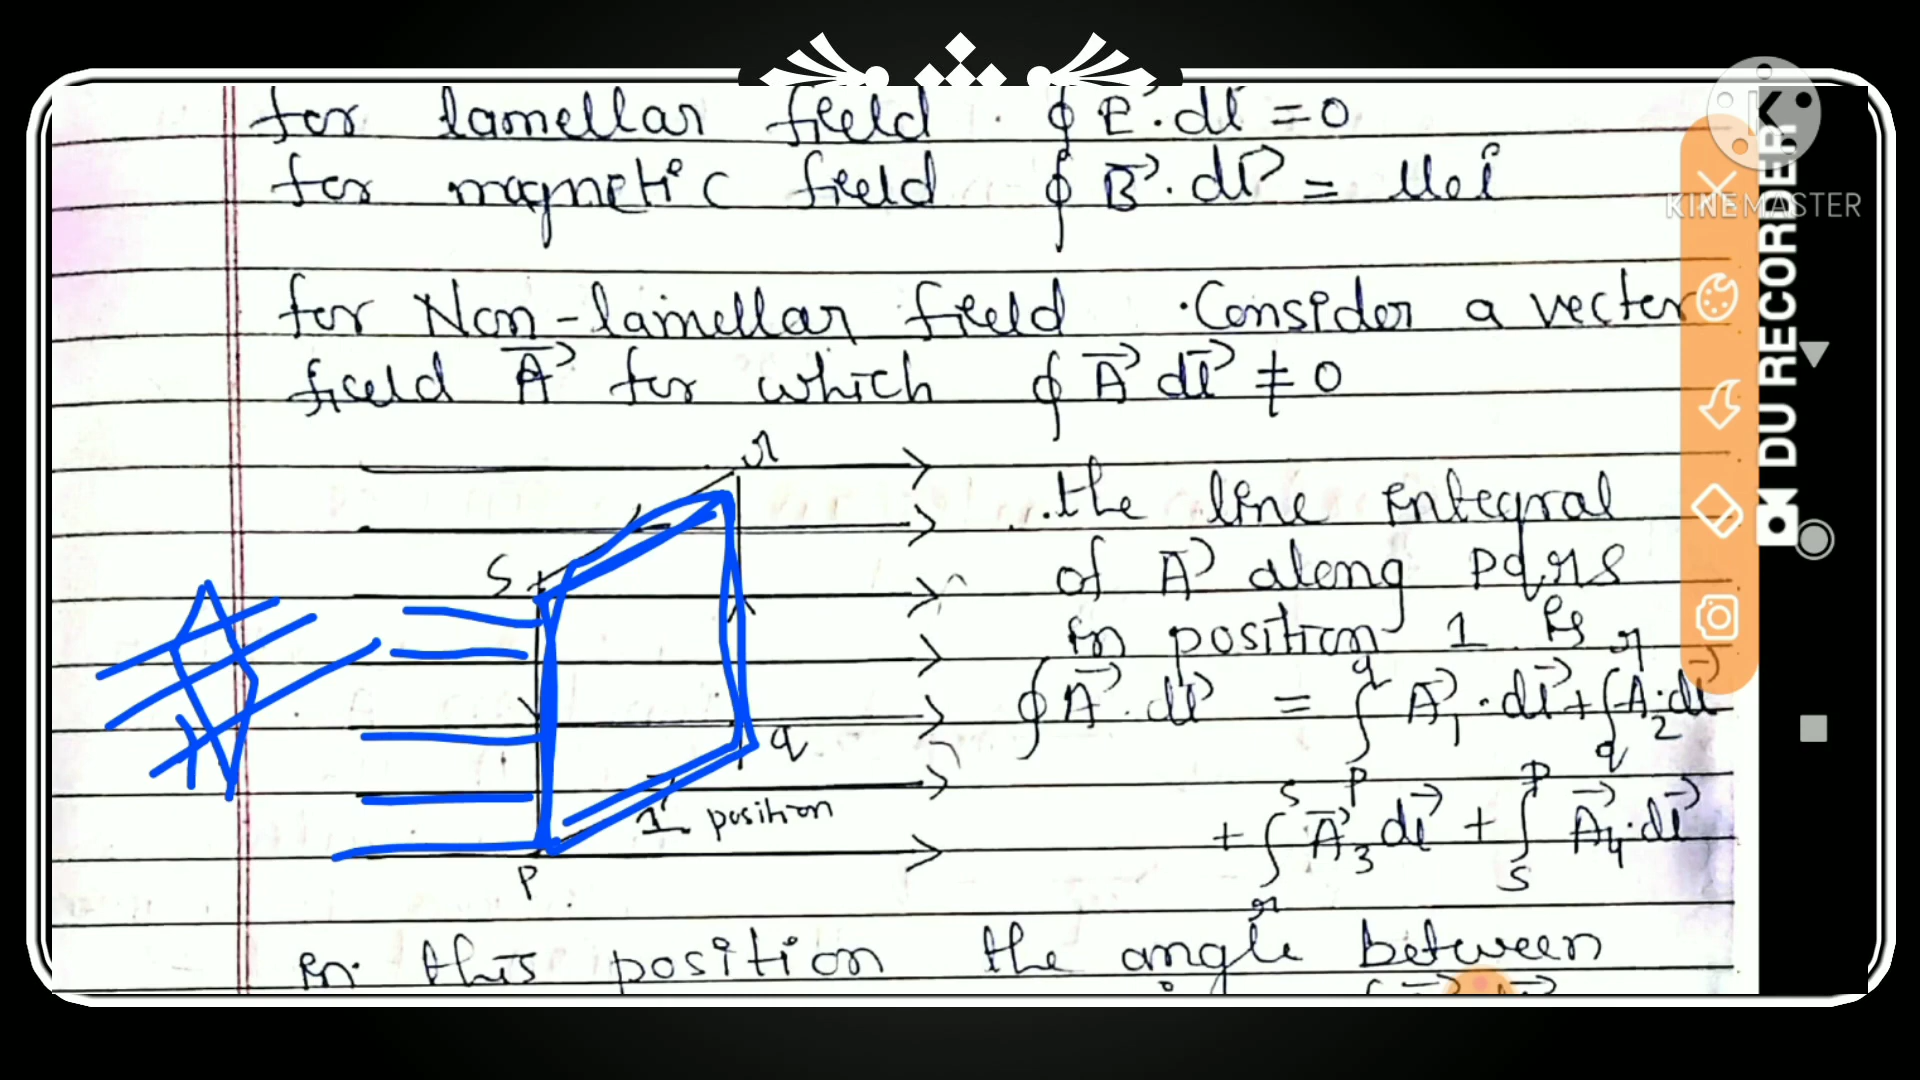 for lamellar field . ∮ E⃗ . dl = 0
for magnetic field ∮ B⃗ . dl⃗ = μ₀i
for Non-lamellar field . Consider a vector
field A⃗ for which ∮ A⃗ dl⃗ ≠ 0
r
S
q
1 position
P
the line integral
of A⃗ along pqrs
in position 1 is
∮ A⃗ . dl⃗ = ∫ₚ^q A⃗₁ . dl⃗ + ∫_q^r A₂ . dl⃗
+ ∫ᵣ^s A⃗₃ dl⃗ + ∫ₛ^p A⃗₄ . dl⃗
in this position the angle between
K
KINEMASTER
DU RECORDER